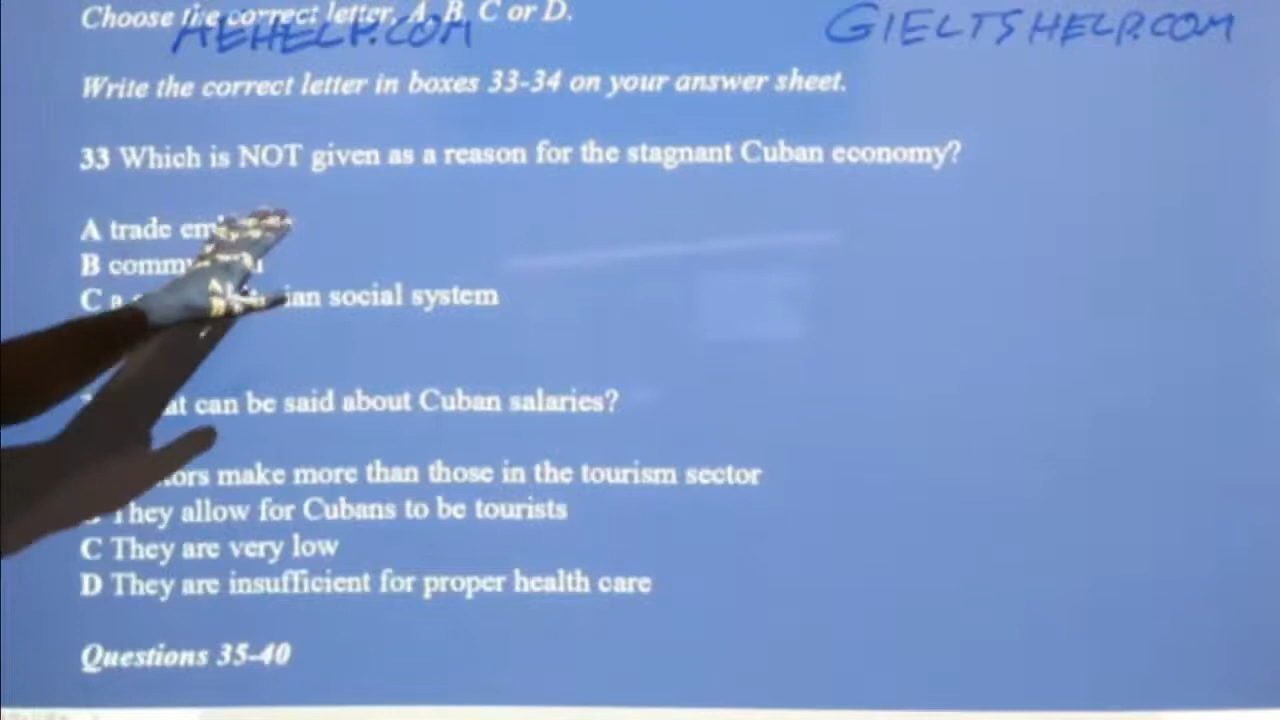 Choose the correct letter, A, B, C or D.
AEHELP.COM
GIELTSHELP.COM
Write the correct letter in boxes 33-34 on your answer sheet.
33 Which is NOT given as a reason for the stagnant Cuban economy?
A trade
B
C a social system
can be said about Cuban salaries?
make more than those in the tourism sector
They allow for Cubans to be tourists
C They are very low
D They are insufficient for proper health care
Questions 35-40